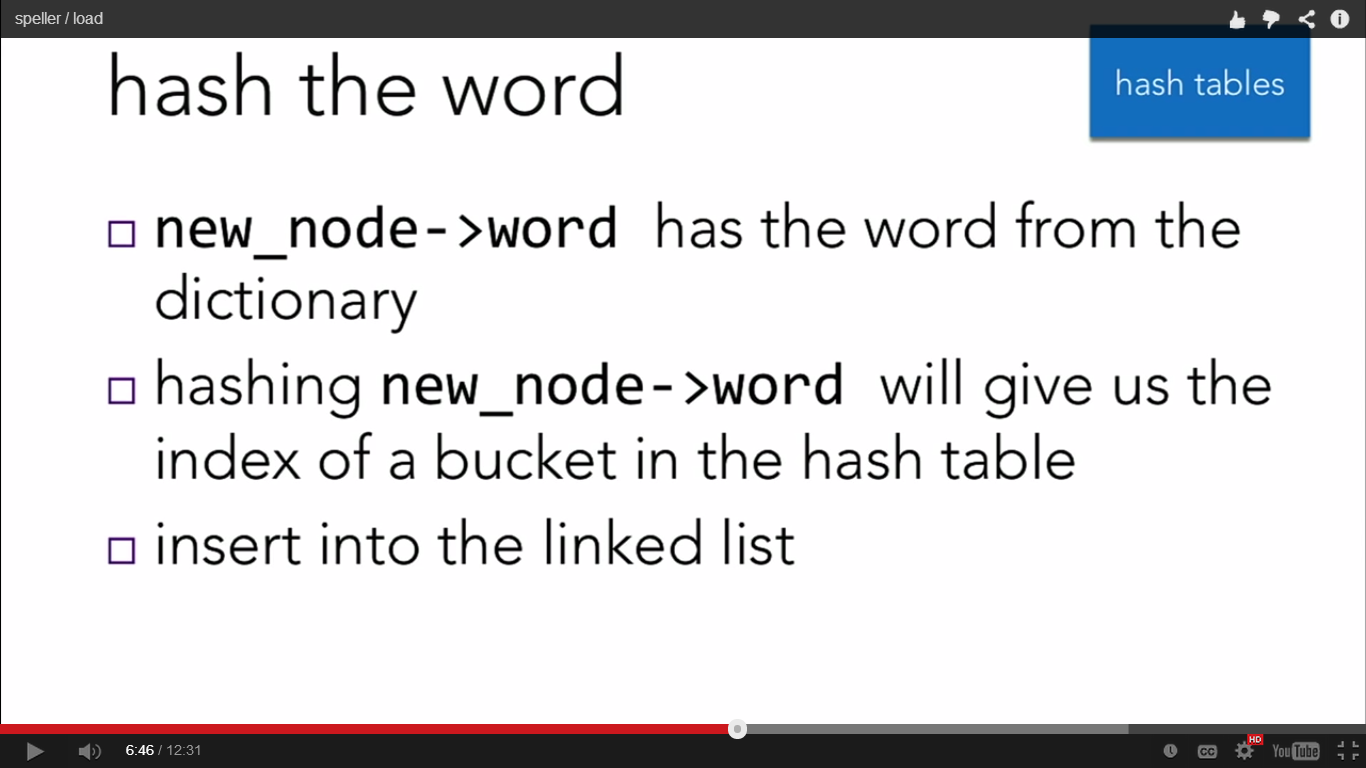 speller / load
hash the word
hash tables
new_node->word has the word from the
dictionary
hashing new_node->word will give us the
index of a bucket in the hash table
insert into the linked list
6:46 / 12:31
CC
HD
YouTube